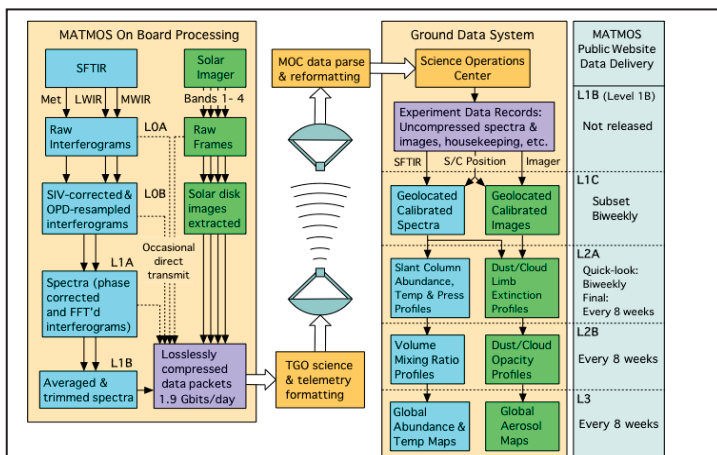 MATMOS On Board Processing
SFTIR
Solar
Imager
Met
LWIR
MWIR
Bands 1- 4
Raw
Interferograms
L0A
Raw
Frames
SIV-corrected &
OPD-resampled
interferograms
L0B
Solar disk
images
extracted
Occasional
direct
transmit
L1A
Spectra (phase
corrected
and FFT'd
interferograms)
L1B
Averaged &
trimmed spectra
Losslessly
compressed
data packets
1.9 Gbits/day
MOC data parse
& reformatting
TGO science
& telemetry
formatting
Ground Data System
Science Operations
Center
Experiment Data Records:
Uncompressed spectra &
images, housekeeping, etc.
SFTIR
S/C Position
Imager
Geolocated
Calibrated
Spectra
Geolocated
Calibrated
Images
Slant Column
Abundance,
Temp & Press
Profiles
Dust/Cloud
Limb
Extinction
Profiles
Volume
Mixing Ratio
Profiles
Dust/Cloud
Opacity
Profiles
Global
Abundance &
Temp Maps
Global
Aerosol
Maps
MATMOS
Public Website
Data Delivery
L1B (Level 1B)
Not released
L1C
Subset
Biweekly
L2A
Quick-look:
Biweekly
Final:
Every 8 weeks
L2B
Every 8 weeks
L3
Every 8 weeks